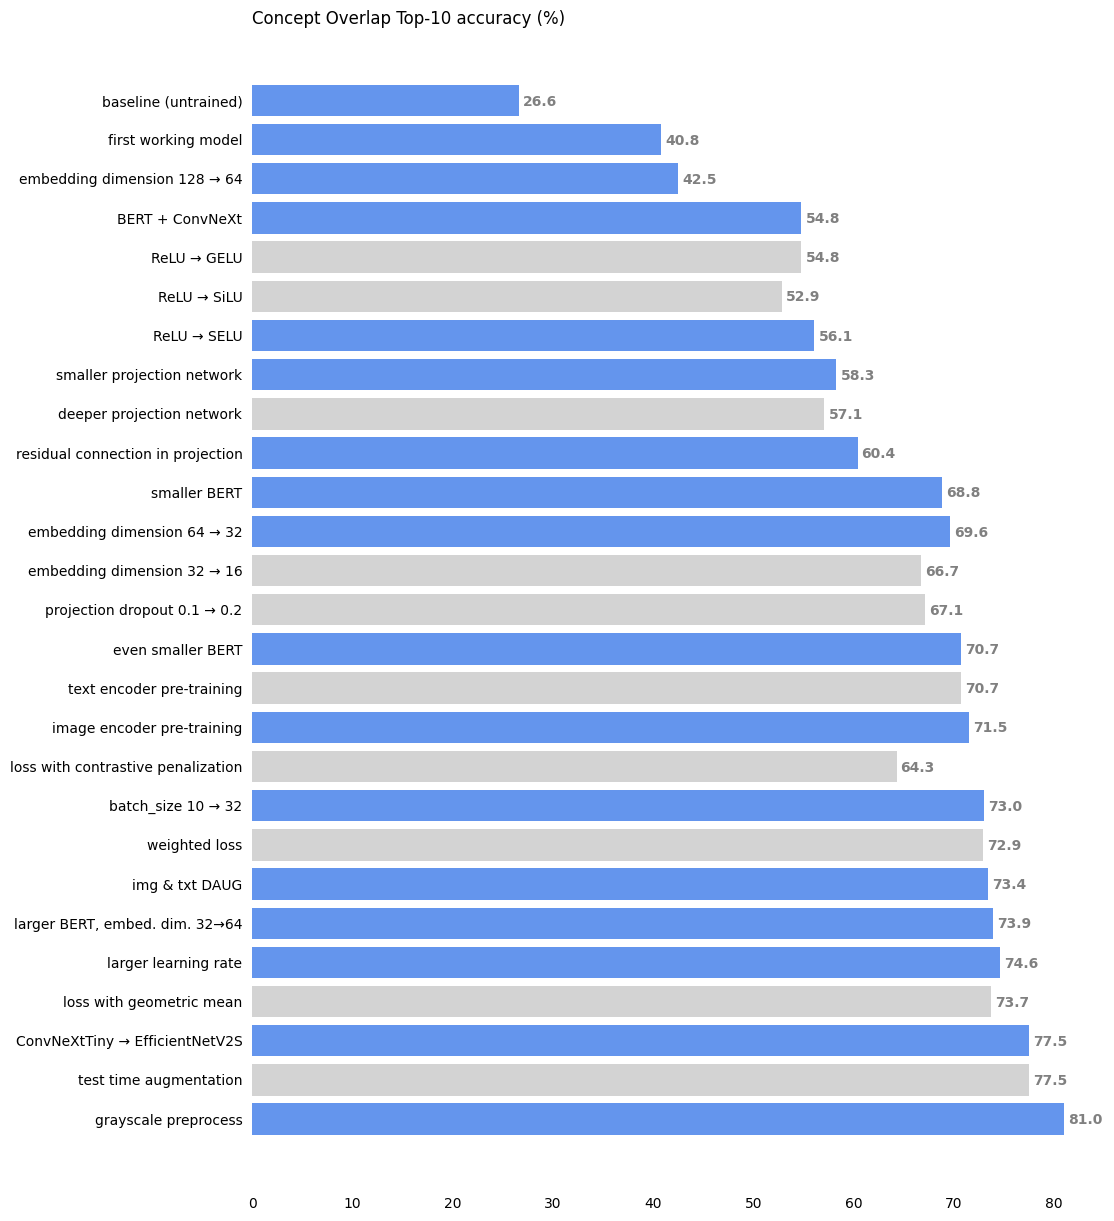 Concept Overlap Top-10 accuracy (%)
baseline (untrained) 26.6
first working model 40.8
embedding dimension 128 → 64 42.5
BERT + ConvNeXt 54.8
ReLU → GELU 54.8
ReLU → SiLU 52.9
ReLU → SELU 56.1
smaller projection network 58.3
deeper projection network 57.1
residual connection in projection 60.4
smaller BERT 68.8
embedding dimension 64 → 32 69.6
embedding dimension 32 → 16 66.7
projection dropout 0.1 → 0.2 67.1
even smaller BERT 70.7
text encoder pre-training 70.7
image encoder pre-training 71.5
loss with contrastive penalization 64.3
batch_size 10 → 32 73.0
weighted loss 72.9
img & txt DAUG 73.4
larger BERT, embed. dim. 32→64 73.9
larger learning rate 74.6
loss with geometric mean 73.7
ConvNeXtTiny → EfficientNetV2S 77.5
test time augmentation 77.5
grayscale preprocess 81.0
0 10 20 30 40 50 60 70 80